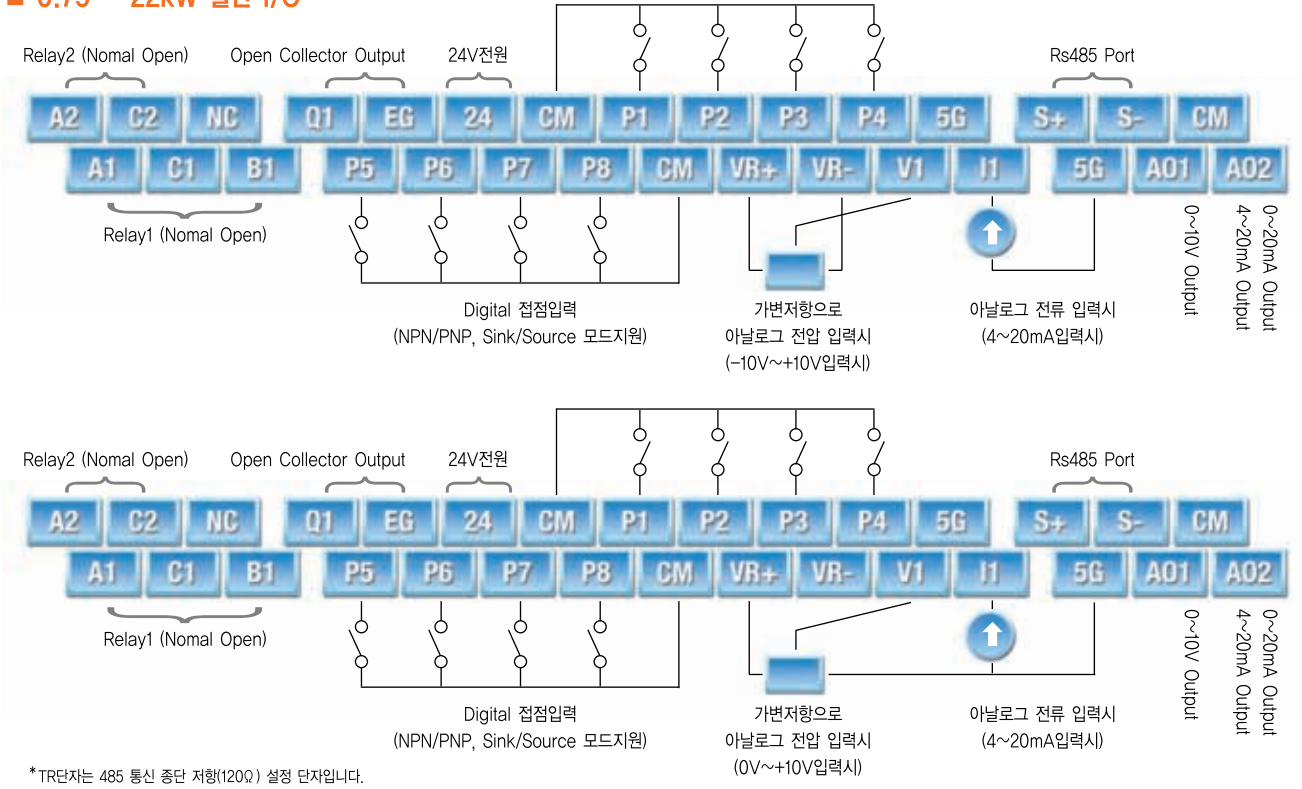 Relay2 (Nomal Open) Open Collector Output 24V전원 Rs485 Port
A2 C2 NC Q1 EG 24 CM P1 P2 P3 P4 5G S+ S- CM
A1 C1 B1 P5 P6 P7 P8 CM VR+ VR- V1 I1 5G AO1 AO2
Relay1 (Nomal Open)
Digital 접점입력
(NPN/PNP, Sink/Source 모드지원)
가변저항으로
아날로그 전압 입력시
(-10V~+10V입력시)
아날로그 전류 입력시
(4~20mA입력시)
0~10V Output
0~20mA Output
4~20mA Output
Relay2 (Nomal Open) Open Collector Output 24V전원 Rs485 Port
A2 C2 NC Q1 EG 24 CM P1 P2 P3 P4 5G S+ S- CM
A1 C1 B1 P5 P6 P7 P8 CM VR+ VR- V1 I1 5G AO1 AO2
Relay1 (Nomal Open)
Digital 접점입력
(NPN/PNP, Sink/Source 모드지원)
가변저항으로
아날로그 전압 입력시
(0V~+10V입력시)
아날로그 전류 입력시
(4~20mA입력시)
0~10V Output
0~20mA Output
4~20mA Output
*TR단자는 485 통신 종단 저항(120Ω) 설정 단자입니다.